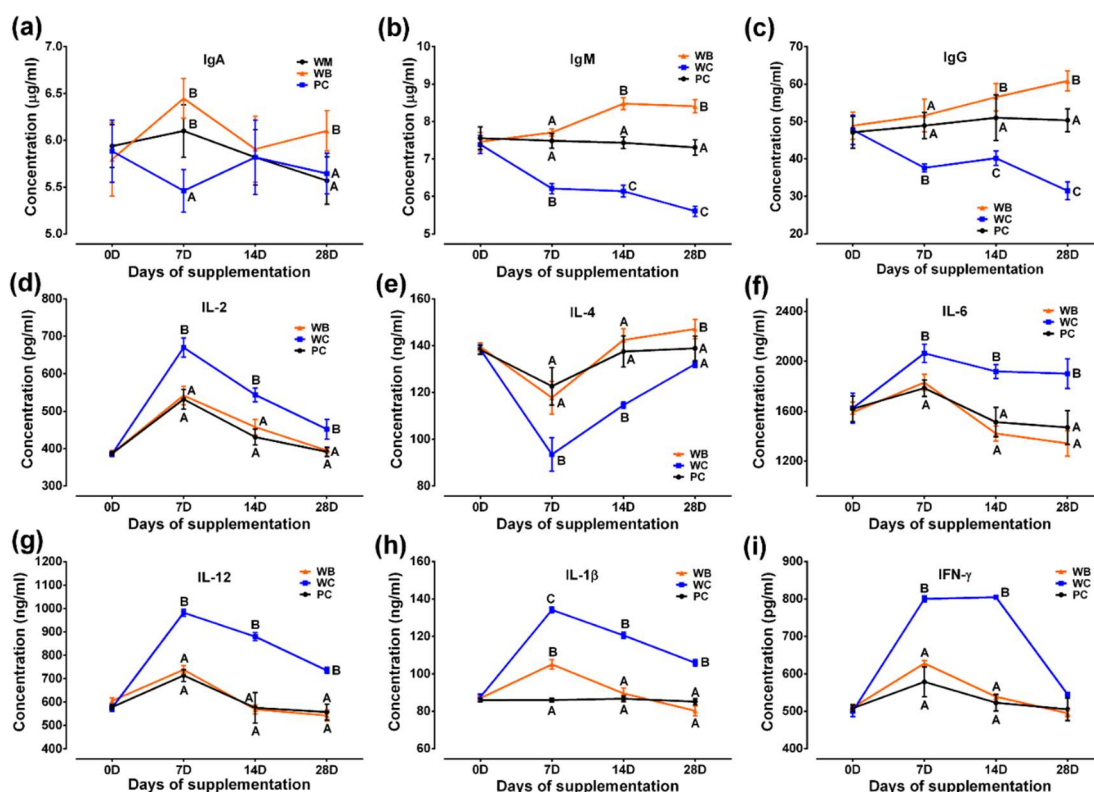 (a)
IgA
WM
WB
PC
Concentration (µg/ml)
6.0
6.5
6.0
5.5
5.0
B
B
A
B
A
A
0D 7D 14D 28D
Days of supplementation
(b)
IgM
WB
WC
PC
Concentration (µg/ml)
10
9
8
7
6
5
A
A
B
B
A
C
B
A
C
0D 7D 14D 28D
Days of supplementation
(c)
IgG
WB
WC
PC
Concentration (mg/ml)
70
60
50
40
30
20
A
A
B
B
A
C
B
A
C
0D 7D 14D 28D
Days of supplementation
(d)
IL-2
WB
WC
PC
Concentration (pg/ml)
800
700
600
500
400
300
B
A
A
B
A
A
B
A
A
0D 7D 14D 28D
Days of supplementation
(e)
IL-4
WB
WC
PC
Concentration (ng/ml)
160
140
120
100
80
A
A
B
A
A
B
B
A
A
0D 7D 14D 28D
Days of supplementation
(f)
IL-6
WB
WC
PC
Concentration (ng/ml)
2400
2000
1600
1200
B
A
A
B
A
A
B
A
A
0D 7D 14D 28D
Days of supplementation
(g)
IL-12
WB
WC
PC
Concentration (ng/ml)
1200
1100
1000
900
800
700
600
500
400
B
A
A
B
A
A
B
A
A
0D 7D 14D 28D
Days of supplementation
(h)
IL-1β
WB
WC
PC
Concentration (ng/ml)
160
140
120
100
80
60
C
B
A
B
A
A
B
A
A
0D 7D 14D 28D
Days of supplementation
(i)
IFN-γ
WB
WC
PC
Concentration (pg/ml)
900
800
700
600
500
400
B
A
A
B
A
A
0D 7D 14D 28D
Days of supplementation